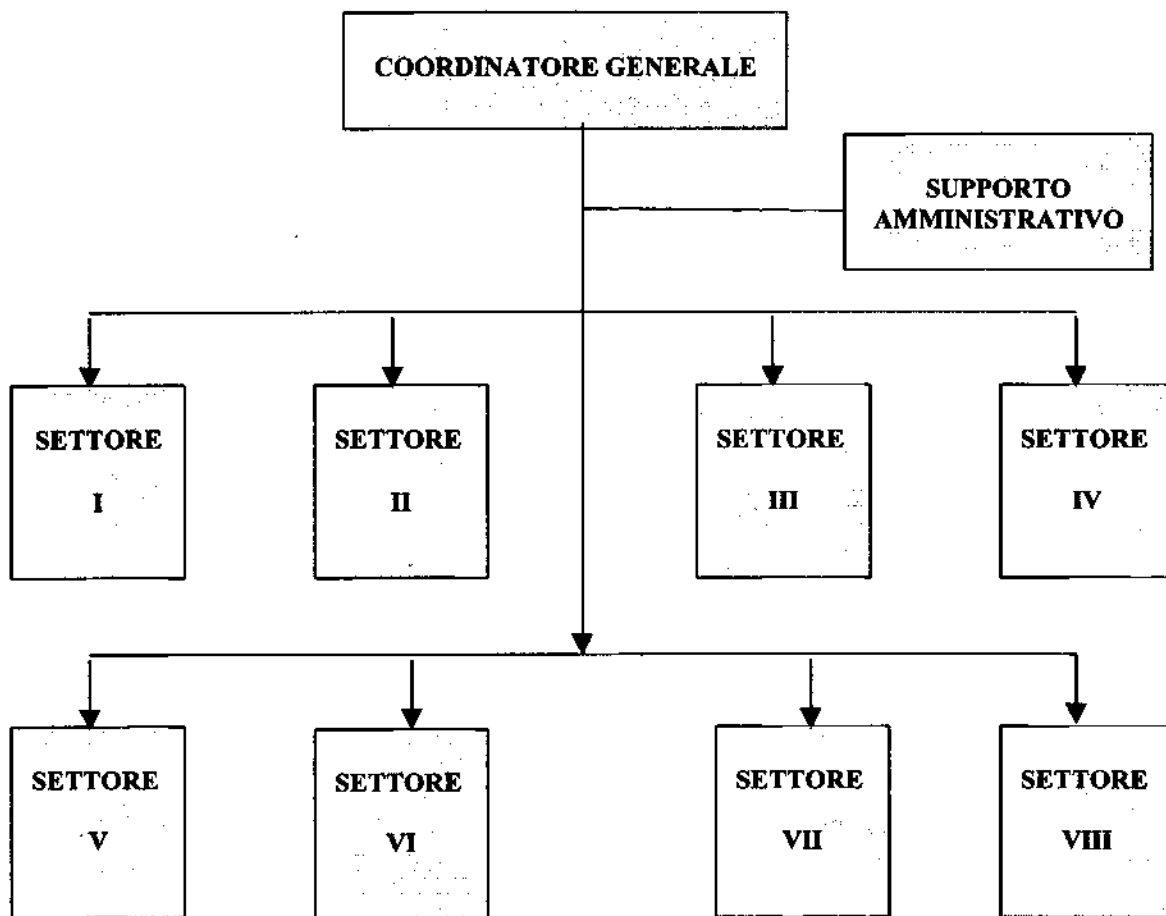 COORDINATORE GENERALE
SUPPORTO
AMMINISTRATIVO
SETTORE
I
SETTORE
II
SETTORE
III
SETTORE
IV
SETTORE
V
SETTORE
VI
SETTORE
VII
SETTORE
VIII